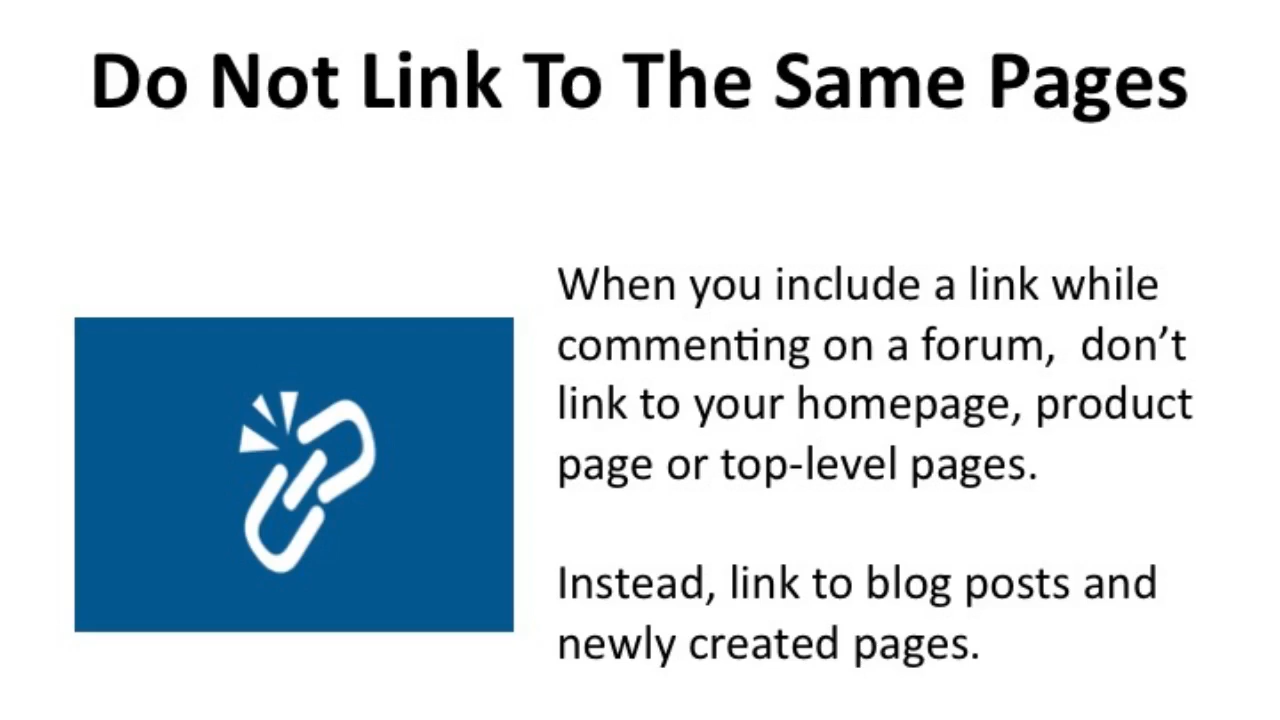 Do Not Link To The Same Pages
When you include a link while
commenting on a forum,  don’t
link to your homepage, product
page or top-level pages.
Instead, link to blog posts and
newly created pages.